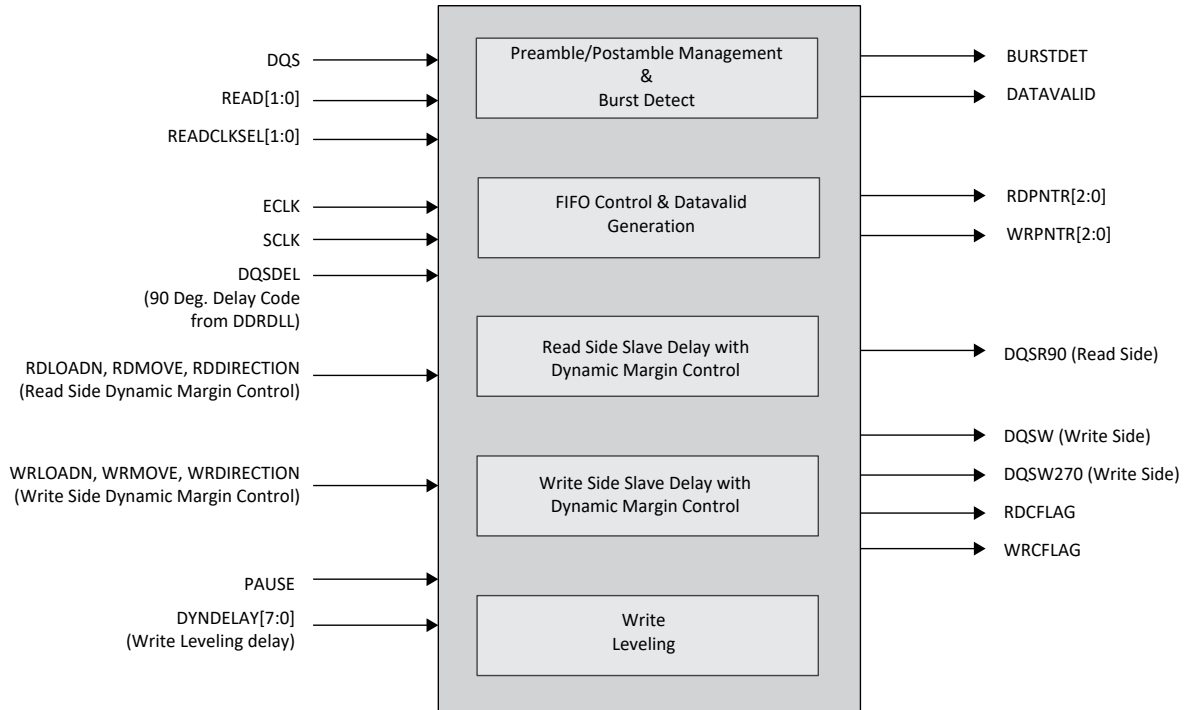 DQS
READ[1:0]
READCLKSEL[1:0]
ECLK
SCLK
DQSDEL
(90 Deg. Delay Code
from DDRDLL)
RDLOADN, RDMOVE, RDDIRECTION
(Read Side Dynamic Margin Control)
WRLOADN, WRMOVE, WRDIRECTION
(Write Side Dynamic Margin Control)
PAUSE
DYNDELAY[7:0]
(Write Leveling delay)
Preamble/Postamble Management
&
Burst Detect
FIFO Control & Datavalid
Generation
Read Side Slave Delay with
Dynamic Margin Control
Write Side Slave Delay with
Dynamic Margin Control
Write
Leveling
BURSTDET
DATAVALID
RDPNTR[2:0]
WRPNTR[2:0]
DQSR90 (Read Side)
DQSW (Write Side)
DQSW270 (Write Side)
RDCFLAG
WRCFLAG